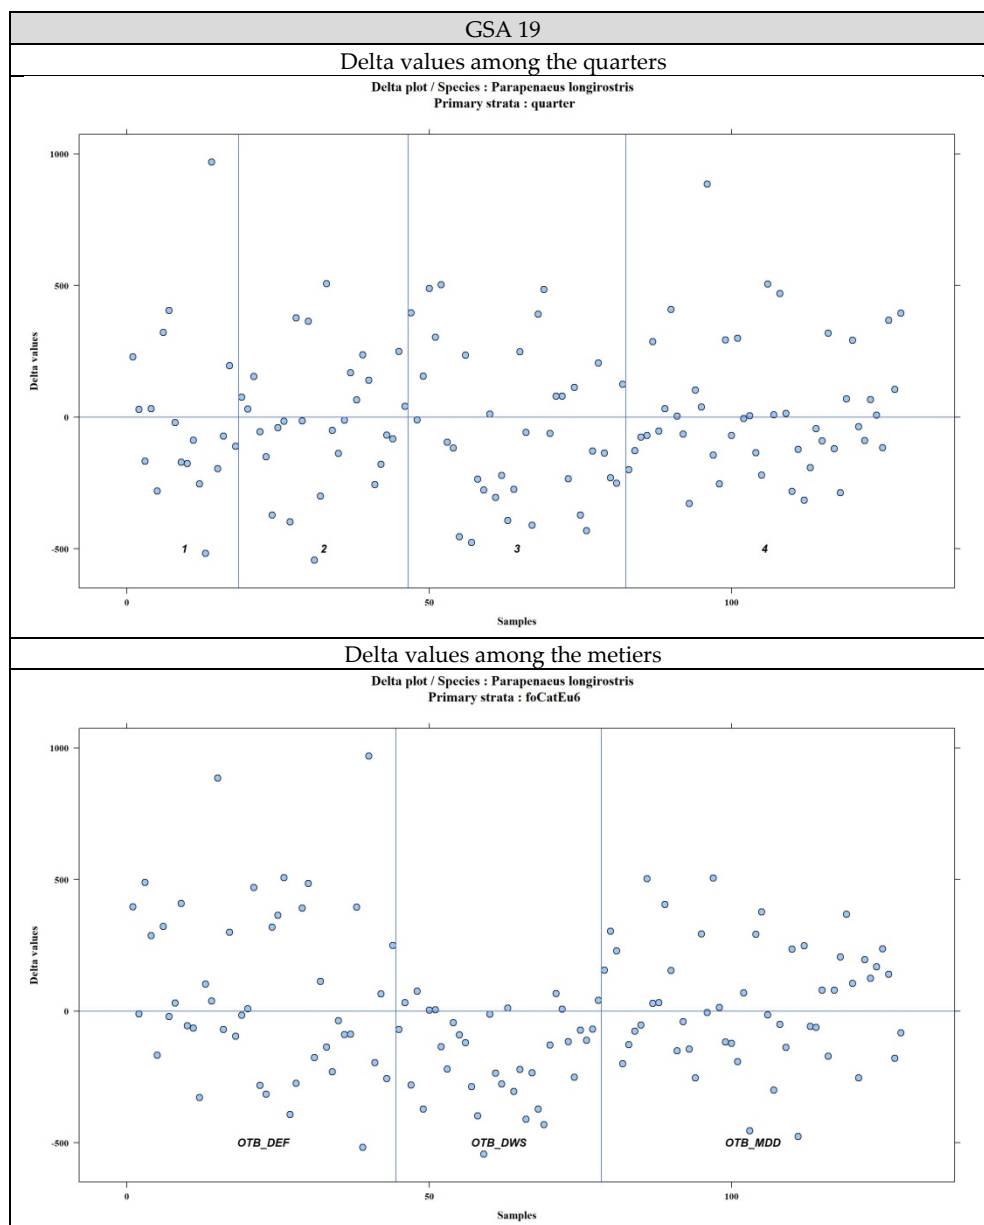 GSA 19
Delta values among the quarters
Delta plot / Species : Parapenaeus longirostris
Primary strata : quarter
1000
500
0
-500
Delta values
1
2
3
4
0
50
100
Samples
Delta values among the metiers
Delta plot / Species : Parapenaeus longirostris
Primary strata : foCatEu6
1000
500
0
-500
Delta values
OTB_DEF
OTB_DWS
OTB_MDD
0
50
100
Samples